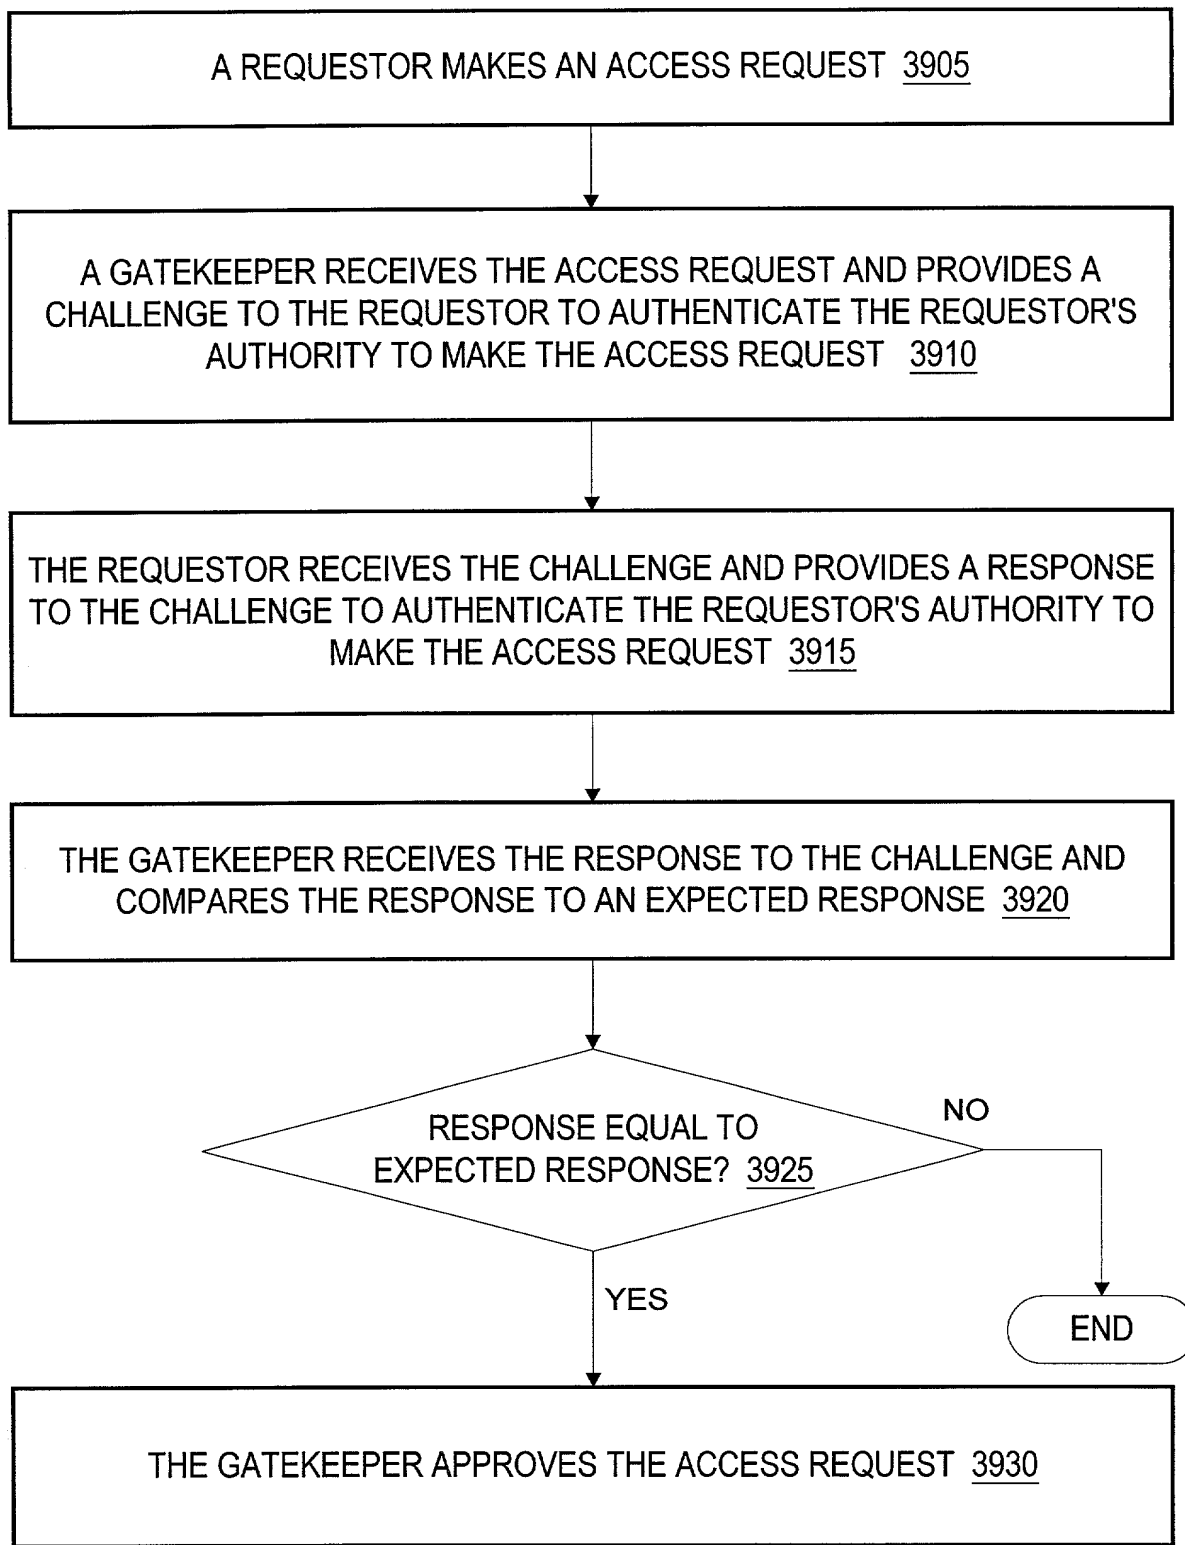 A REQUESTOR MAKES AN ACCESS REQUEST 3905
A GATEKEEPER RECEIVES THE ACCESS REQUEST AND PROVIDES A
CHALLENGE TO THE REQUESTOR TO AUTHENTICATE THE REQUESTOR'S
AUTHORITY TO MAKE THE ACCESS REQUEST 3910
THE REQUESTOR RECEIVES THE CHALLENGE AND PROVIDES A RESPONSE
TO THE CHALLENGE TO AUTHENTICATE THE REQUESTOR'S AUTHORITY TO
MAKE THE ACCESS REQUEST 3915
THE GATEKEEPER RECEIVES THE RESPONSE TO THE CHALLENGE AND
COMPARES THE RESPONSE TO AN EXPECTED RESPONSE 3920
RESPONSE EQUAL TO
EXPECTED RESPONSE? 3925
NO
YES
END
THE GATEKEEPER APPROVES THE ACCESS REQUEST 3930